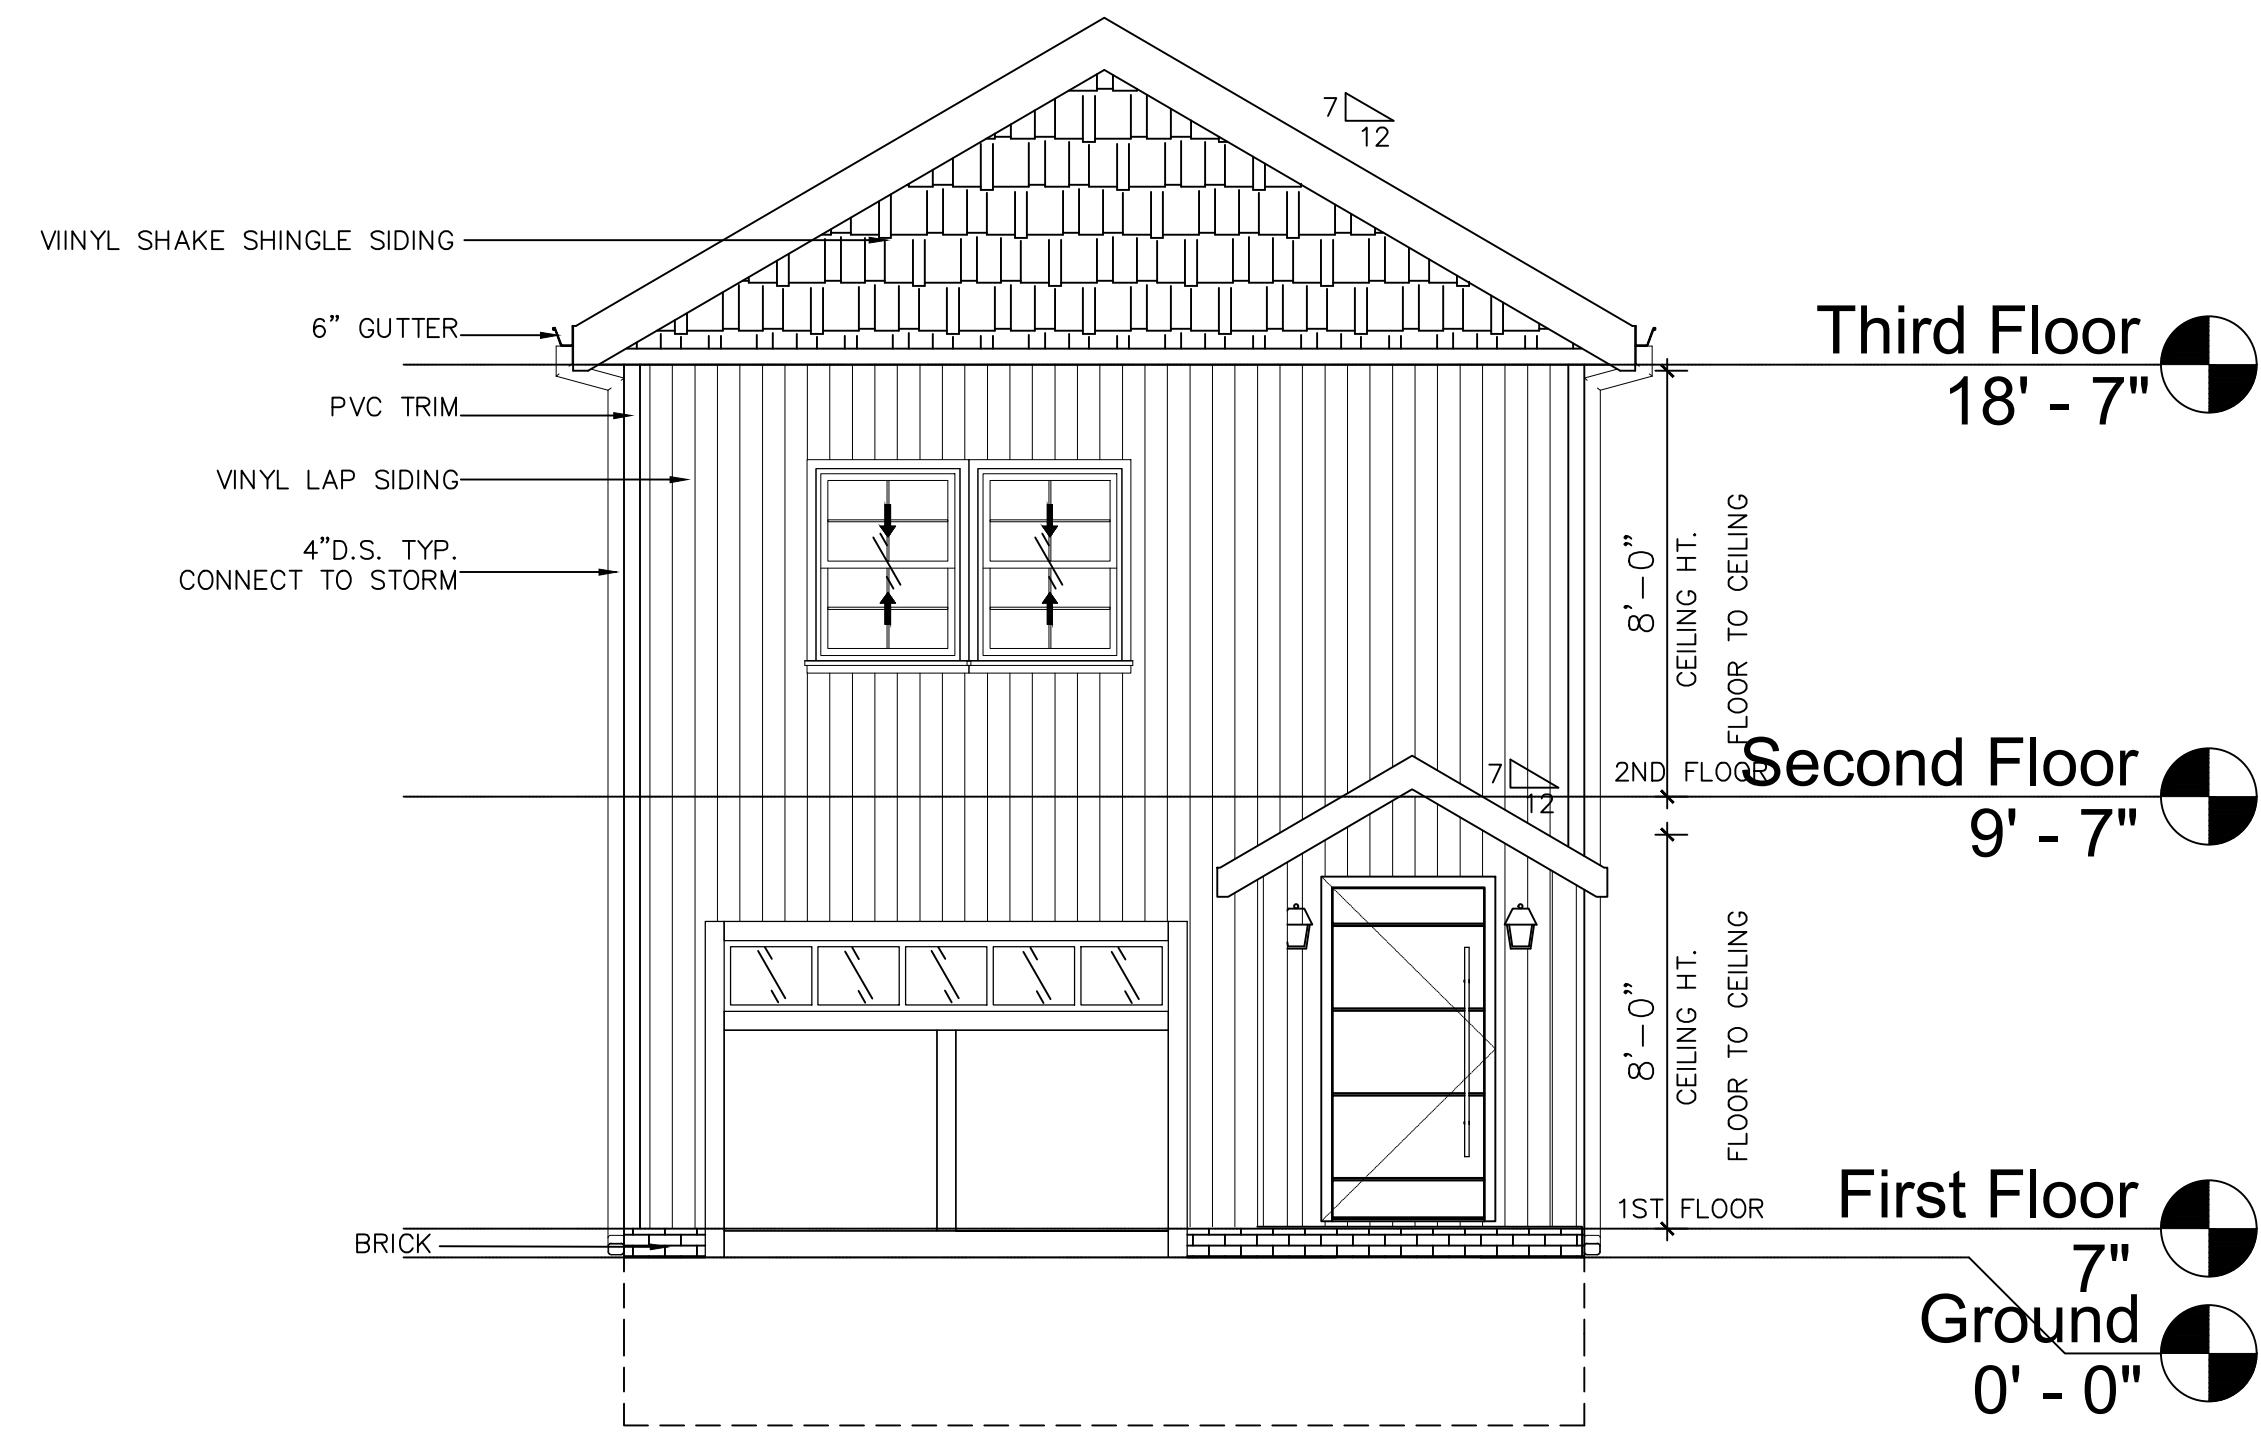 7
12
VIINYL SHAKE SHINGLE SIDING
6” GUTTER
Third Floor
18' - 7"
PVC TRIM
VINYL LAP SIDING
4”D.S. TYP.
CONNECT TO STORM
8’–0”
CEILING HT.
FLOOR TO CEILING
7
12
2ND FLOOR
Second Floor
9' - 7"
8’–0”
CEILING HT.
FLOOR TO CEILING
1ST FLOOR
First Floor
7"
BRICK
Ground
0' - 0"